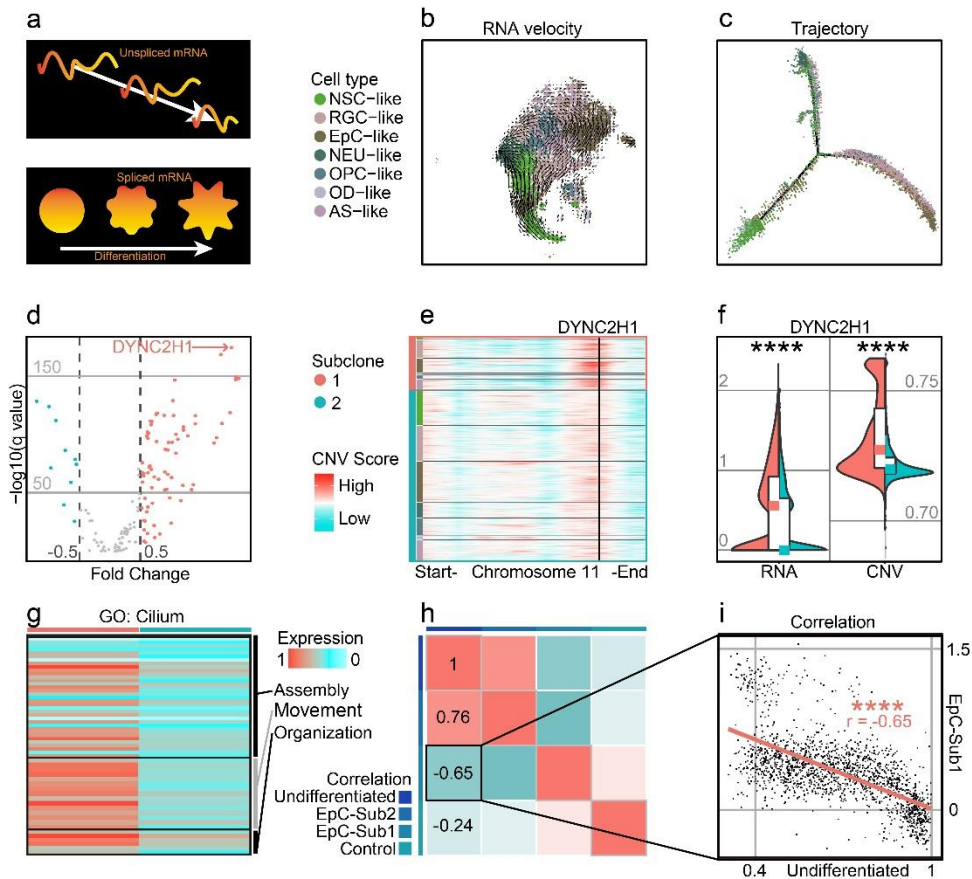 a
Unspliced mRNA
Spliced mRNA
Differentiation
Cell type
NSC-like
RGC-like
EpC-like
NEU-like
OPC-like
OD-like
AS-like
b
RNA velocity
c
Trajectory
d
DYNC2H1
150
50
-0.5
0.5
-log10(q value)
Fold Change
Subclone
1
2
CNV Score
High
Low
e
DYNC2H1
Start-
Chromosome 11
-End
f
DYNC2H1
**** ****
2
1
0
0.75
0.70
RNA
CNV
g
GO: Cilium
Expression
1
0
Assembly
Movement
Organization
h
1
0.76
-0.65
-0.24
Correlation
Undifferentiated
EpC-Sub2
EpC-Sub1
Control
i
Correlation
1.5
****
r = -0.65
EpC-Sub1
0
0.4
Undifferentiated
1